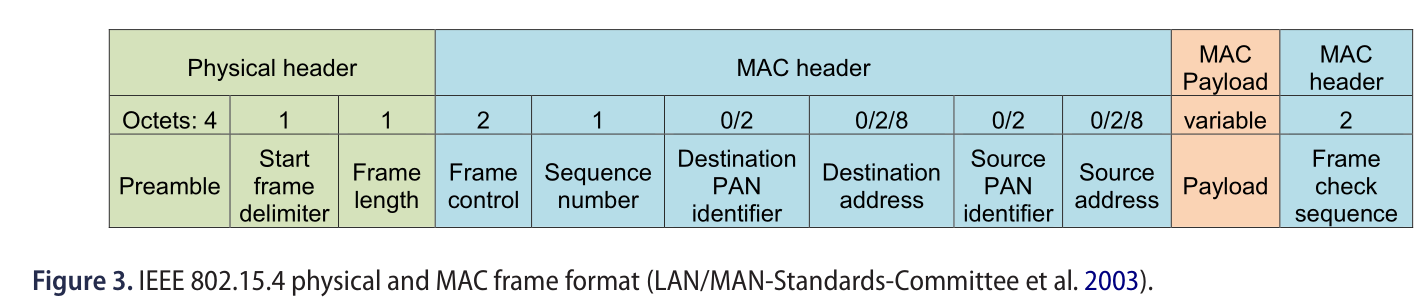 Physical header
MAC header
MAC
Payload
MAC
header
Octets: 4
1
1
2
1
0/2
0/2/8
0/2
0/2/8
variable
2
Preamble
Start
frame
delimiter
Frame
length
Frame
control
Sequence
number
Destination
PAN
identifier
Destination
address
Source
PAN
identifier
Source
address
Payload
Frame
check
sequence
Figure 3. IEEE 802.15.4 physical and MAC frame format (LAN/MAN-Standards-Committee et al. 2003).